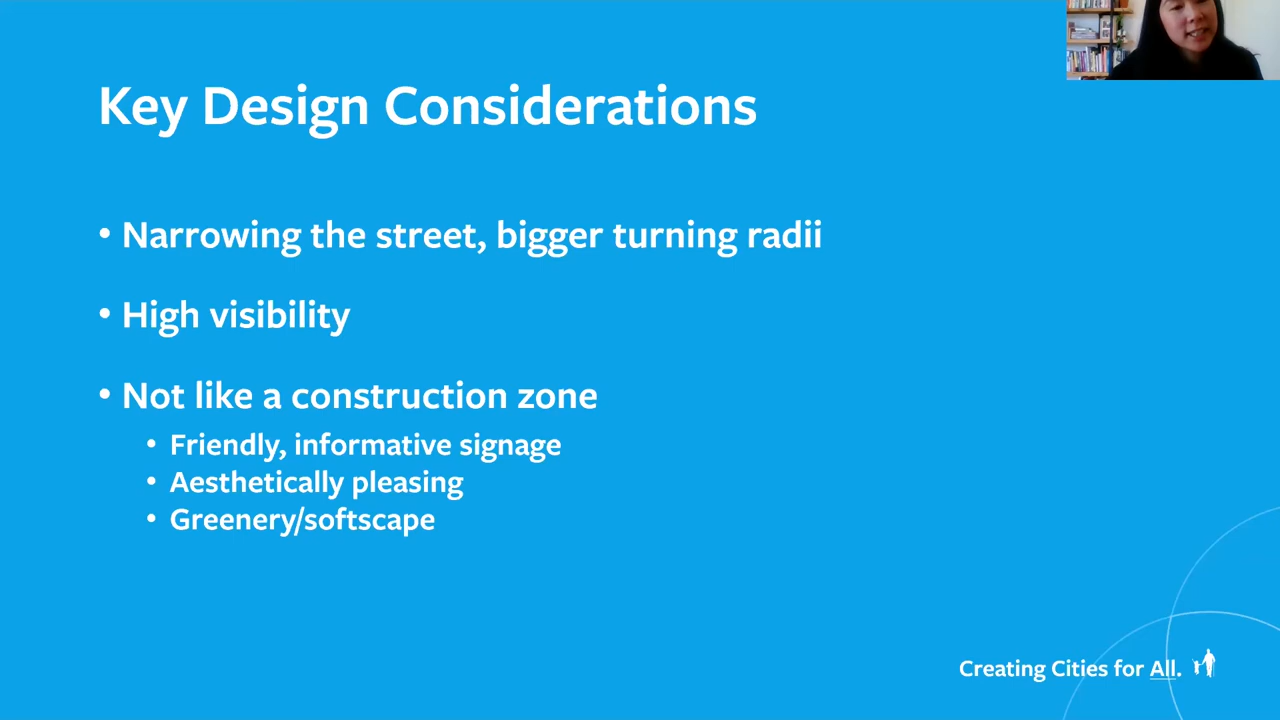 Key Design Considerations
• Narrowing the street, bigger turning radii
• High visibility
• Not like a construction zone
• Friendly, informative signage
• Aesthetically pleasing
• Greenery/softscape
Creating Cities for All.